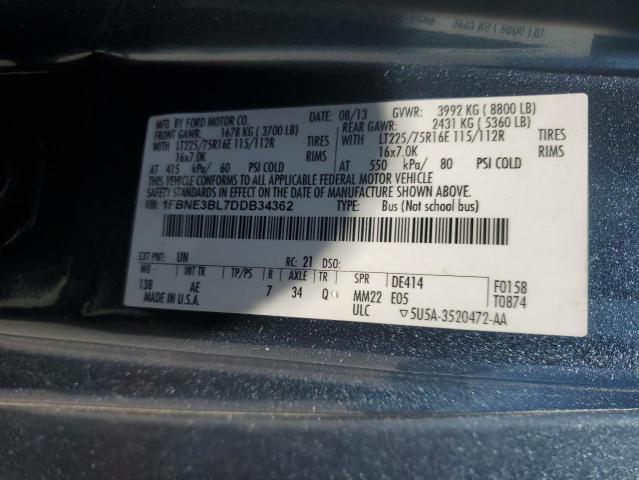 MFD. BY FORD MOTOR CO. DATE: 08/13 GVWR: 3992 KG ( 8800 LB)
FRONT GAWR: 1678 KG ( 3700 LB) REAR GAWR: 2431 KG ( 5360 LB)
WITH LT225/75R16E 115/112R TIRES LT225/75R16E 115/112R TIRES
16x7.0K RIMS 16x7.0K RIMS
AT 415 kPa/ 60 PSI COLD AT 550 kPa/ 80 PSI COLD
THIS VEHICLE CONFORMS TO ALL APPLICABLE FEDERAL MOTOR VEHICLE
SAFETY STANDARDS IN EFFECT ON THE DATE OF MANUFACTURE SHOWN ABOVE.
VIN: 1FBNE3BL7DDB34362 TYPE: Bus (Not school bus)
EXT PNT: UN RC: 21 DSO:
WB INT TR TP/PS R AXLE TR SPR DE414 F0158
138 AE 7 34 Q MM22 E05 T0874
MADE IN U.S.A. ULC ▽5U5A-3520472-AA